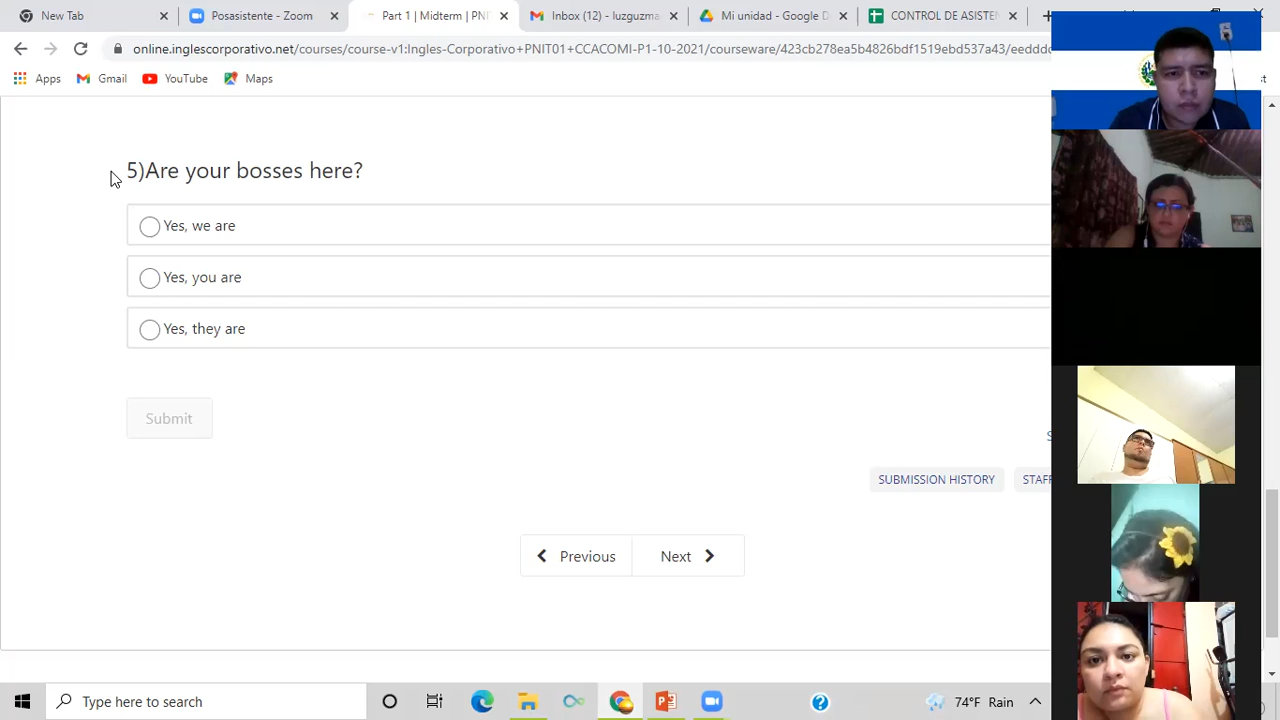 New Tab
Posasistente - Zoom
Part 1 | Midterm | PNIT
Inbox (12) - luzguzma
Mi unidad - Google D
CONTROL DE ASISTEN
online.inglescorporativo.net/courses/course-v1:Ingles-Corporativo+PNIT01+CCACOMI-P1-10-2021/courseware/423cb278ea5b4826bdf1519ebd537a43/eeddd
Apps
Gmail
YouTube
Maps
5)Are your bosses here?
Yes, we are
Yes, you are
Yes, they are
Submit
SUBMISSION HISTORY
STAFF
Previous
Next
Type here to search
74°F Rain